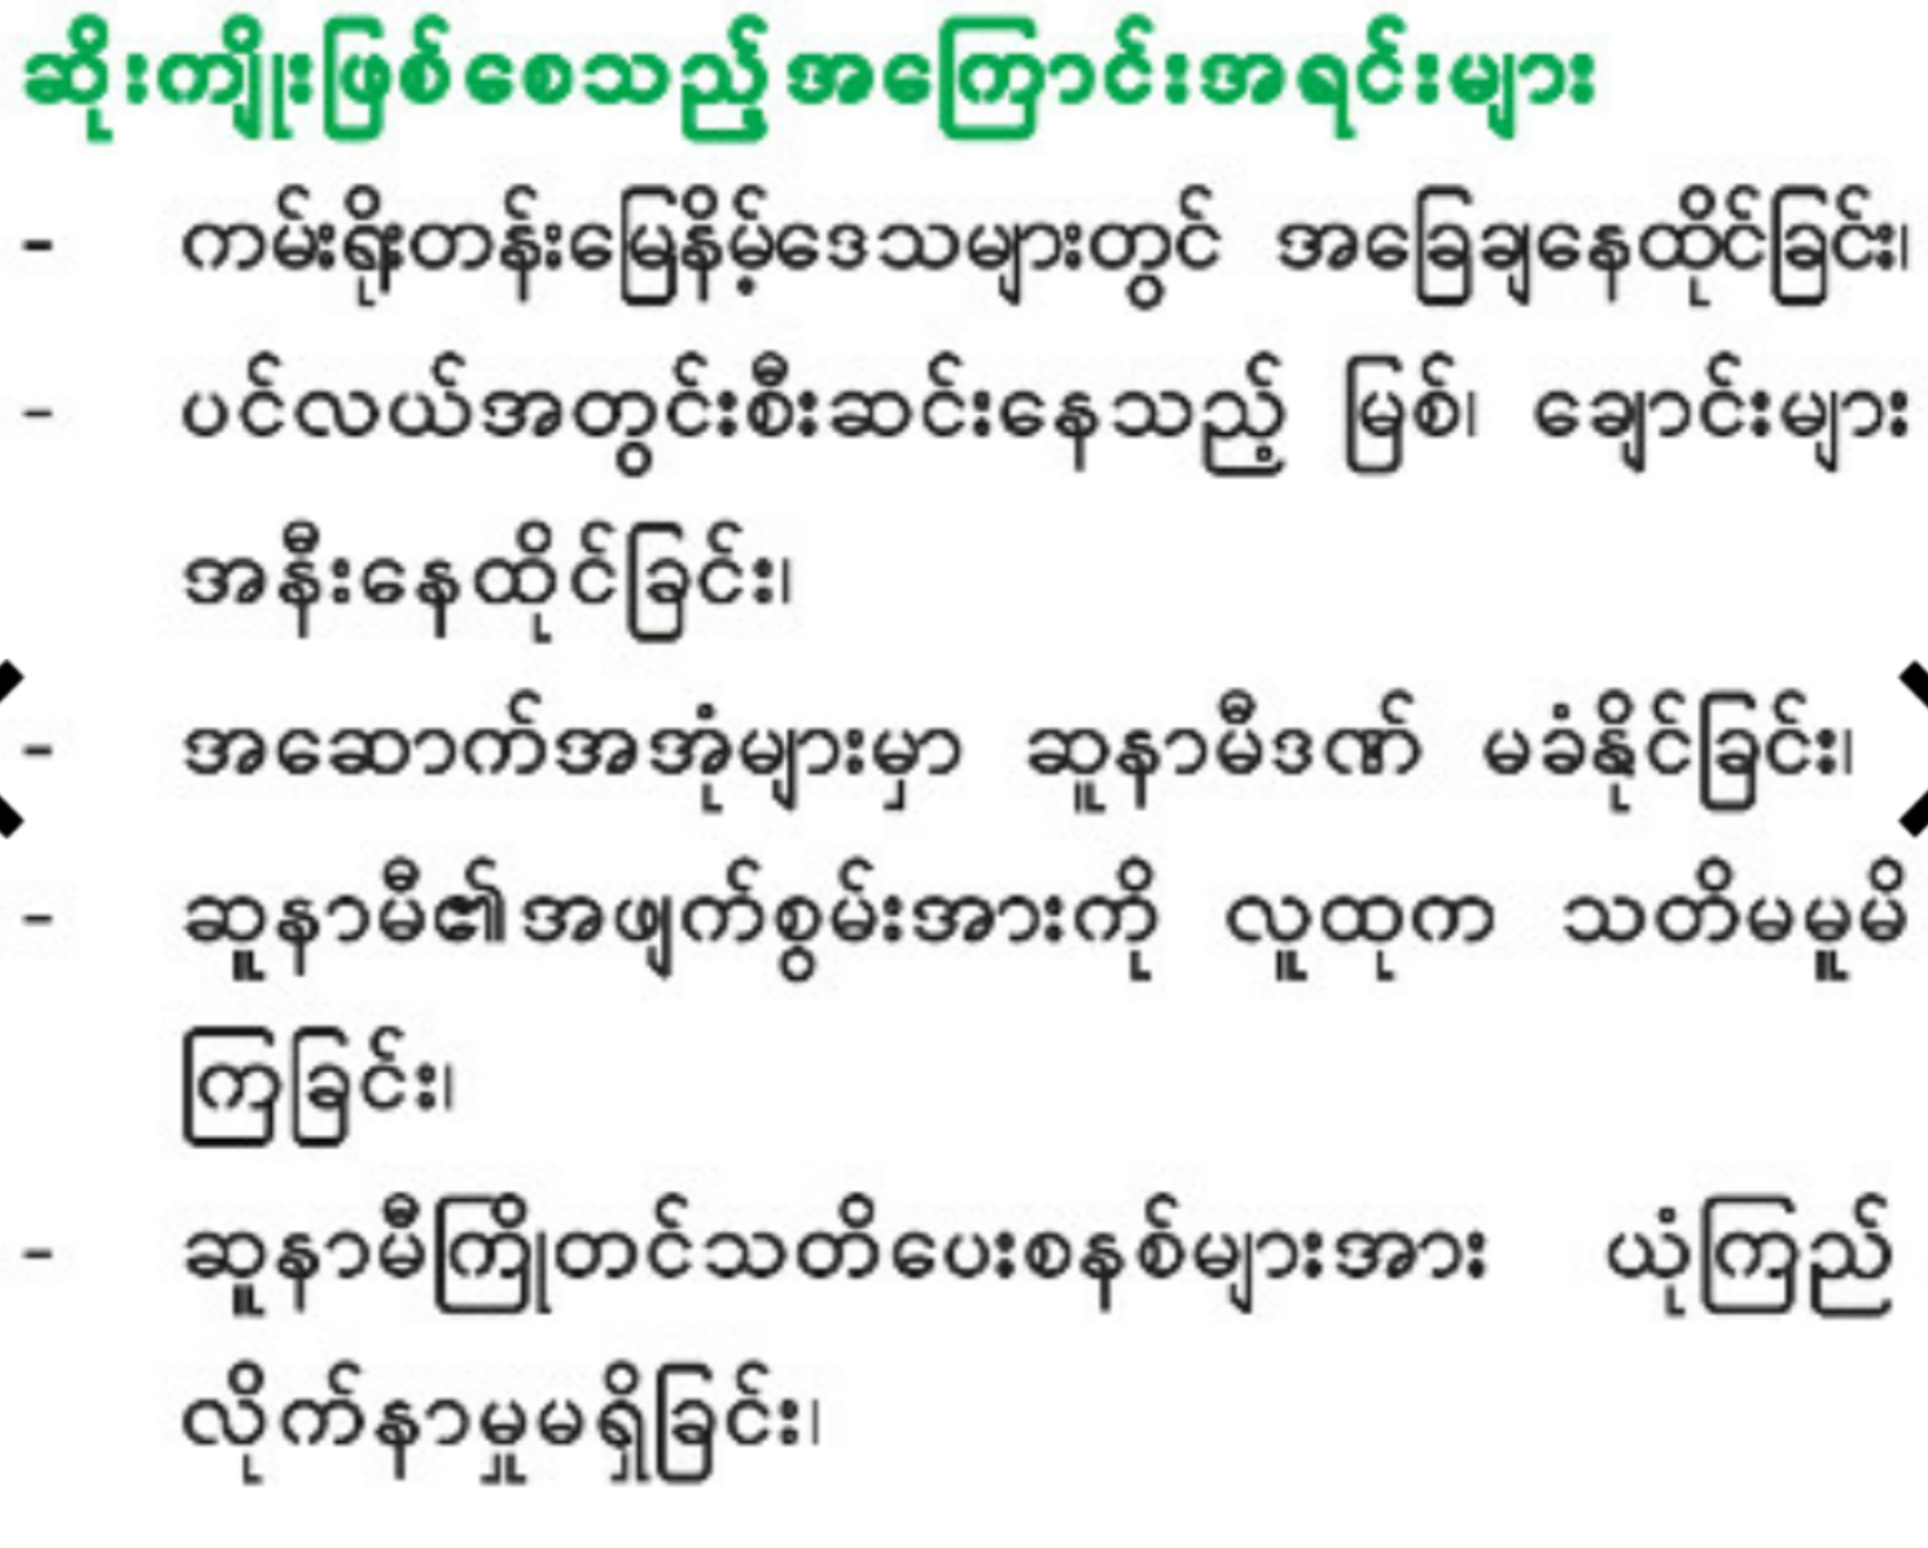 ဆိုးကျိုးဖြစ်စေသည့်အကြောင်းအရင်းများ
- ကမ်းရိုးတန်းမြေနိမ့်ဒေသများတွင် အခြေချနေထိုင်ခြင်း၊
- ပင်လယ်အတွင်းစီးဆင်းနေသည့် မြစ်၊ ချောင်းများ
အနီးနေထိုင်ခြင်း၊
- အဆောက်အအုံများမှာ ဆူနာမီဒဏ် မခံနိုင်ခြင်း၊
- ဆူနာမီ၏အဖျက်စွမ်းအားကို လူထုက သတိမမူမိ
ကြခြင်း၊
- ဆူနာမီကြိုတင်သတိပေးစနစ်များအား ယုံကြည်
လိုက်နာမှုမရှိခြင်း၊